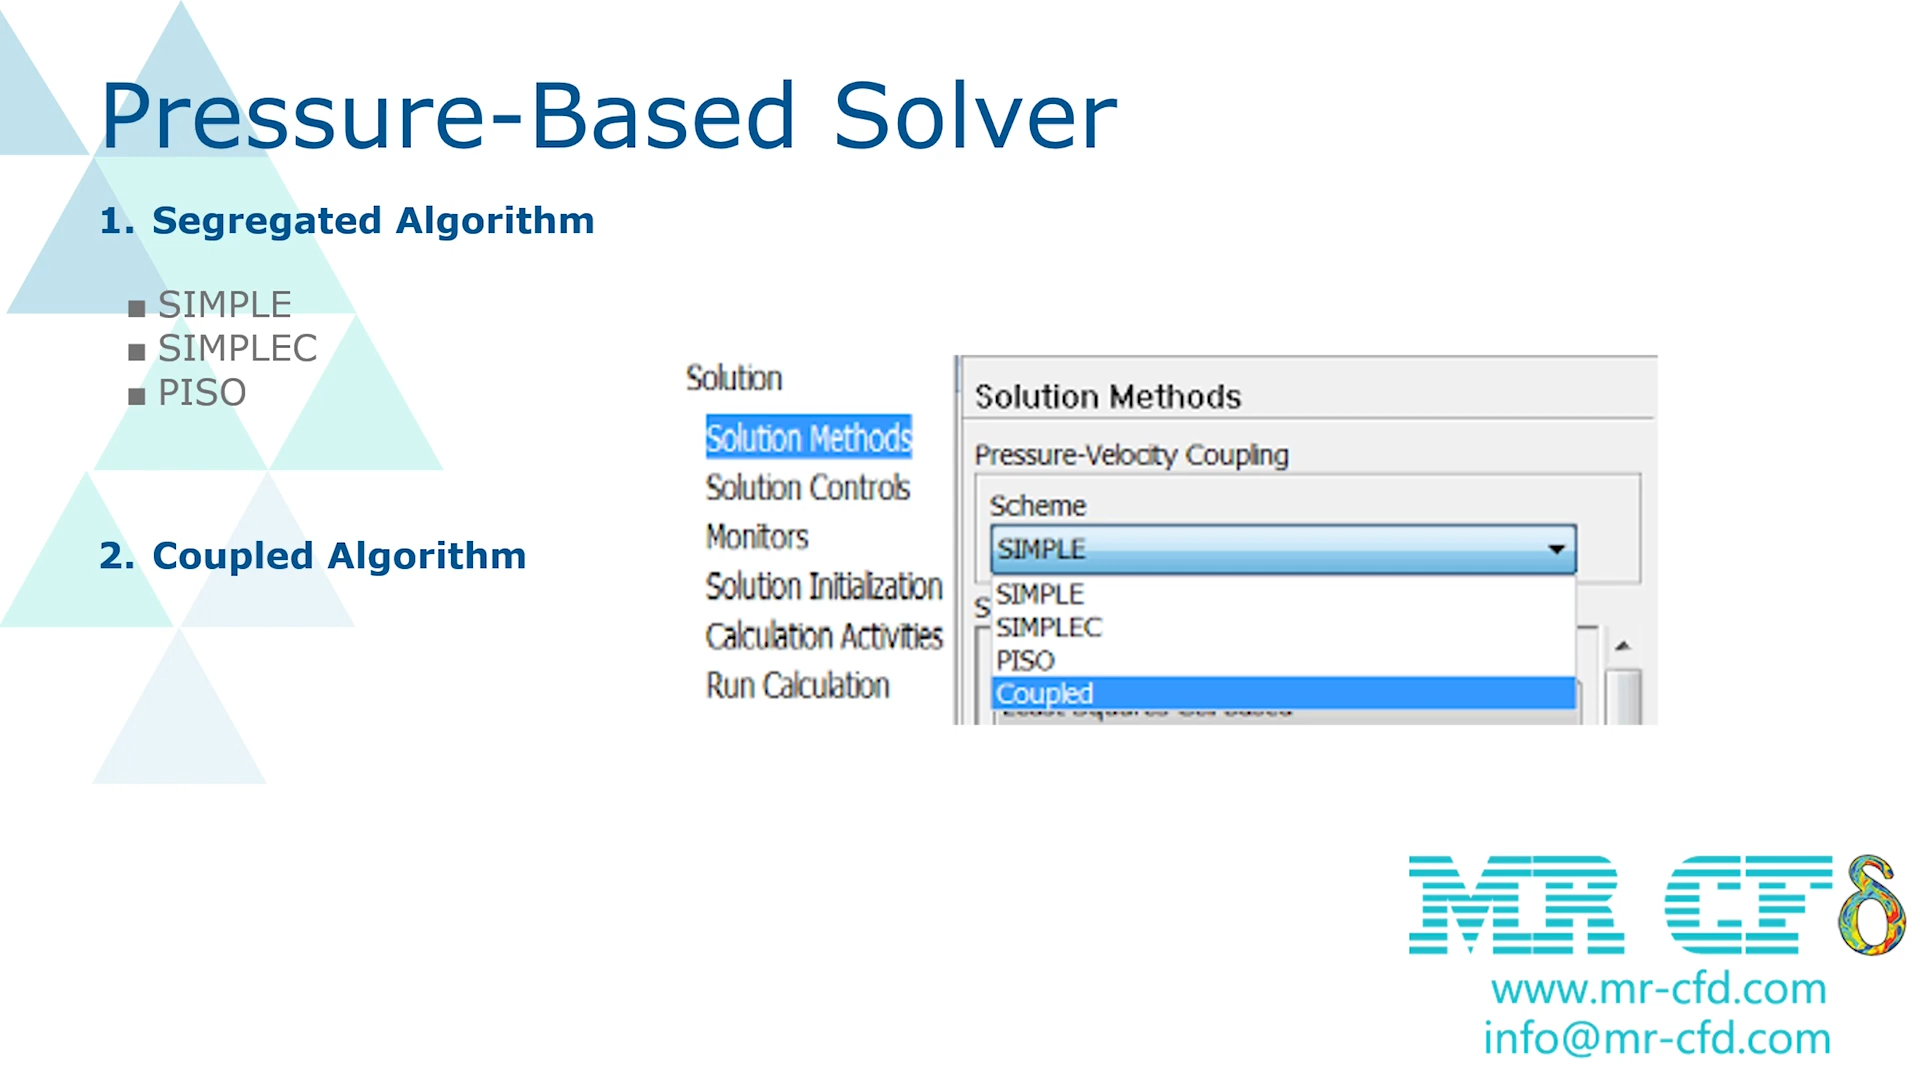 Pressure-Based Solver
1. Segregated Algorithm
▪ SIMPLE
▪ SIMPLEC
▪ PISO
2. Coupled Algorithm
Solution
Solution Methods
Solution Controls
Monitors
Solution Initialization
Calculation Activities
Run Calculation
Solution Methods
Pressure-Velocity Coupling
Scheme
SIMPLE
SIMPLE
SIMPLEC
PISO
Coupled
MR CFδ
www.mr-cfd.com
info@mr-cfd.com